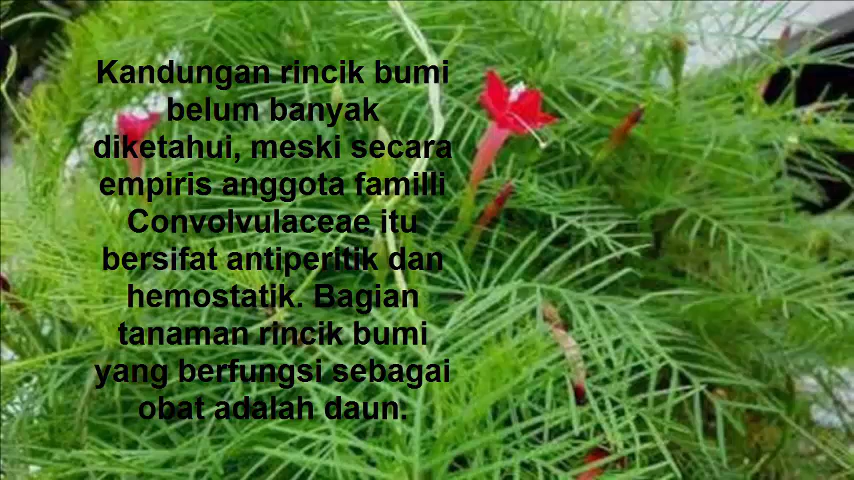 Kandungan rincik bumi
belum banyak
diketahui, meski secara
empiris anggota familli
Convolvulaceae itu
bersifat antiperitik dan
hemostatik. Bagian
tanaman rincik bumi
yang berfungsi sebagai
obat adalah daun.